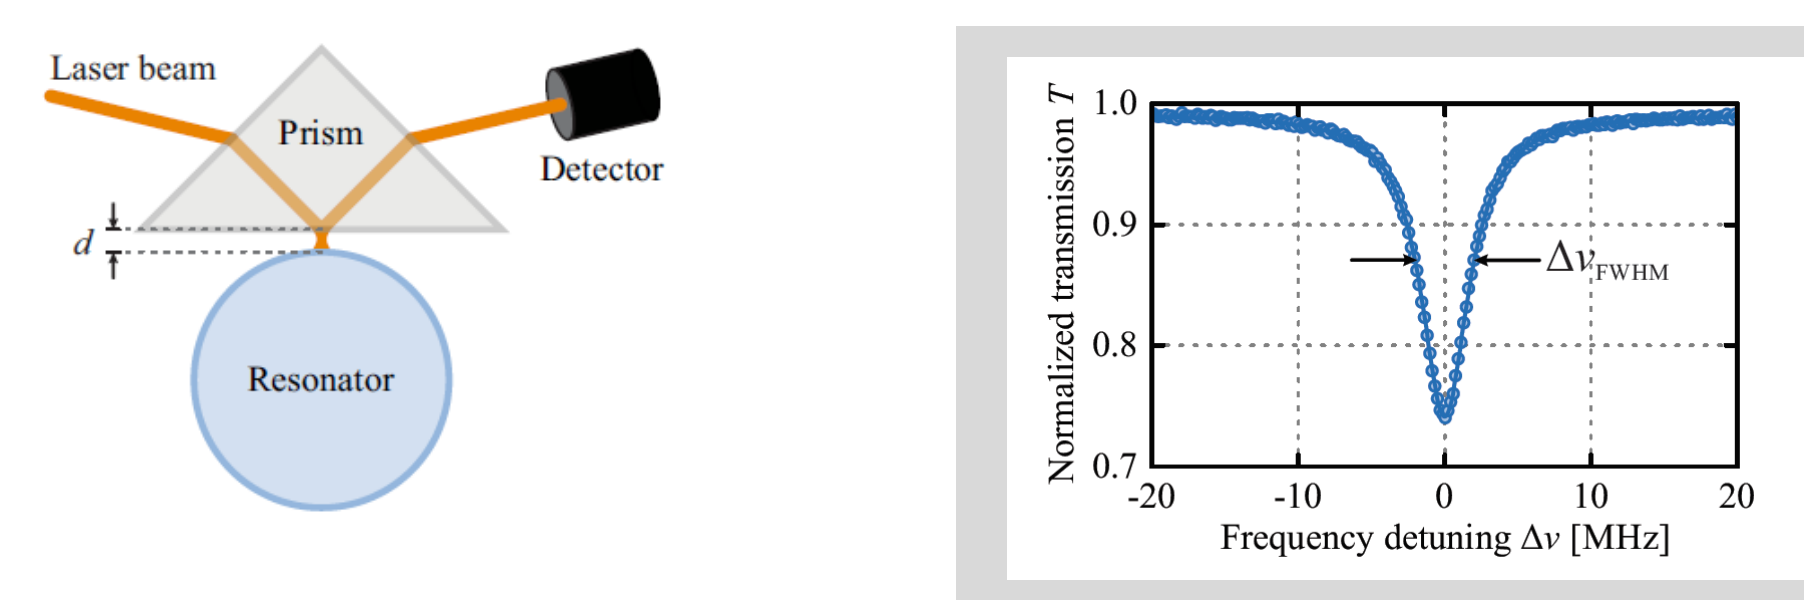 Laser beam
Prism
Detector
d
Resonator
Normalized transmission T
1.0
0.9
0.8
0.7
Δν_FWHM
-20 -10 0 10 20
Frequency detuning Δν [MHz]